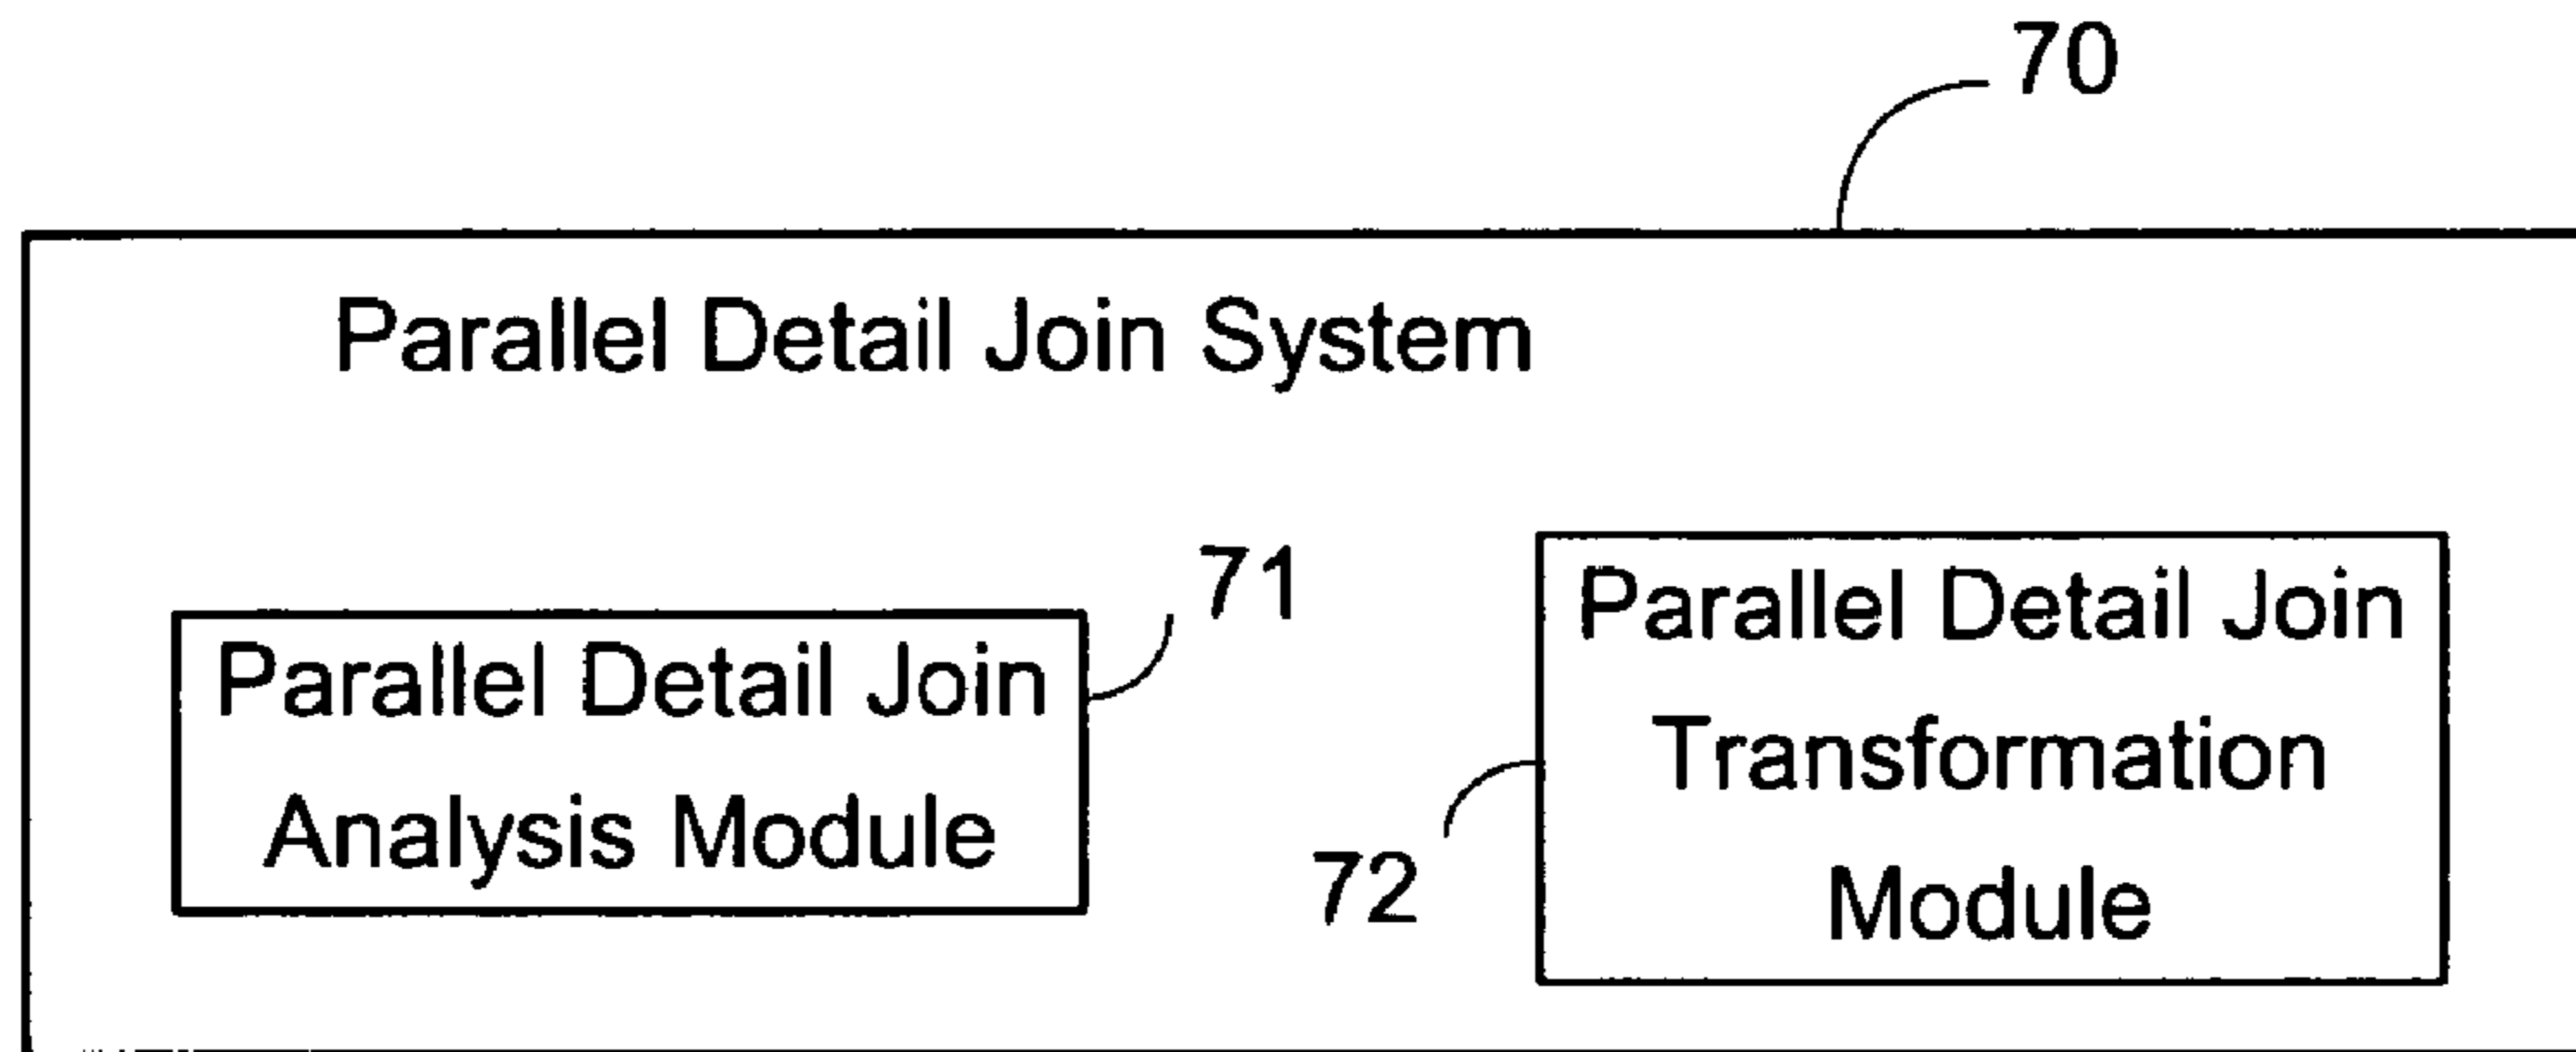 70
Parallel Detail Join System
71
Parallel Detail Join
Analysis Module
Parallel Detail Join
Transformation
Module
72